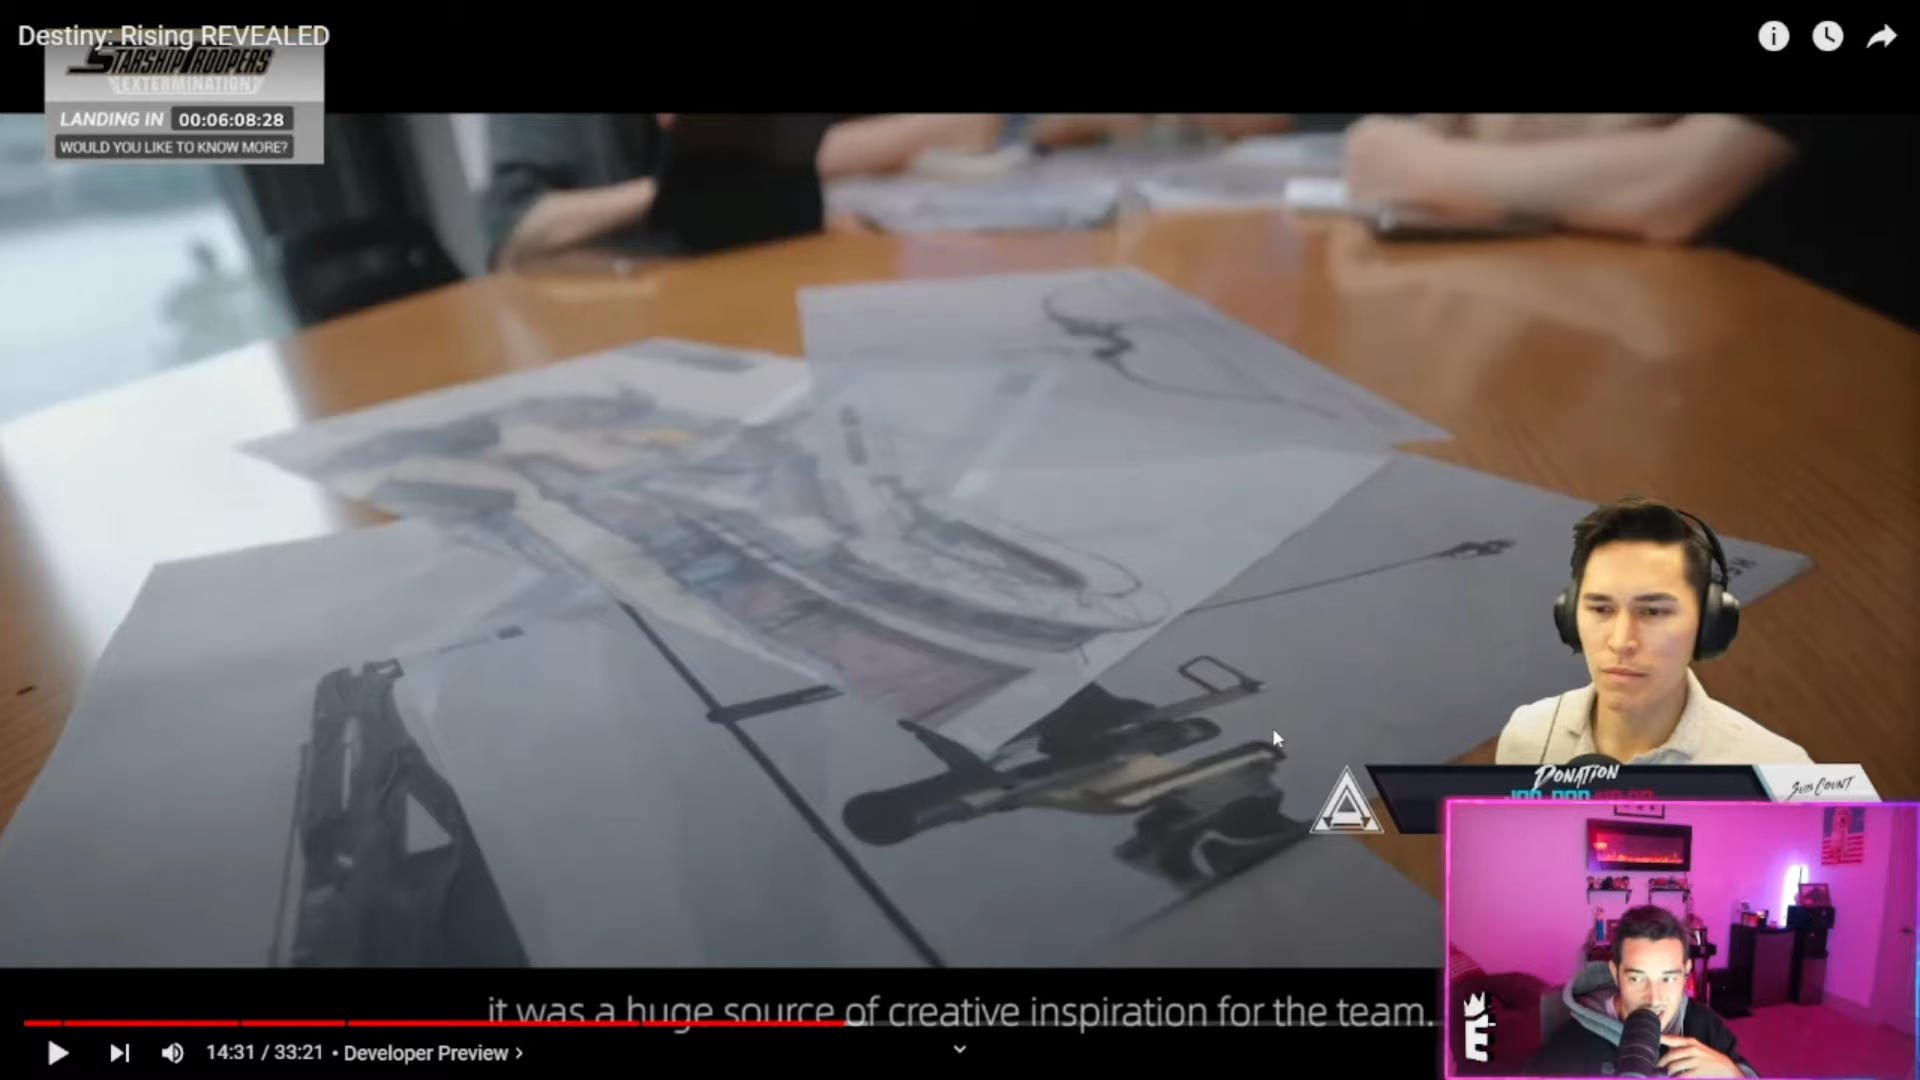 Destiny: Rising REVEALED
STARSHIP TROOPERS
EXTERMINATION
LANDING IN 00:06:08:28
WOULD YOU LIKE TO KNOW MORE?
DONATION
SUB COUNT
E
it was a huge source of creative inspiration for the team.
14:31 / 33:21 • Developer Preview >